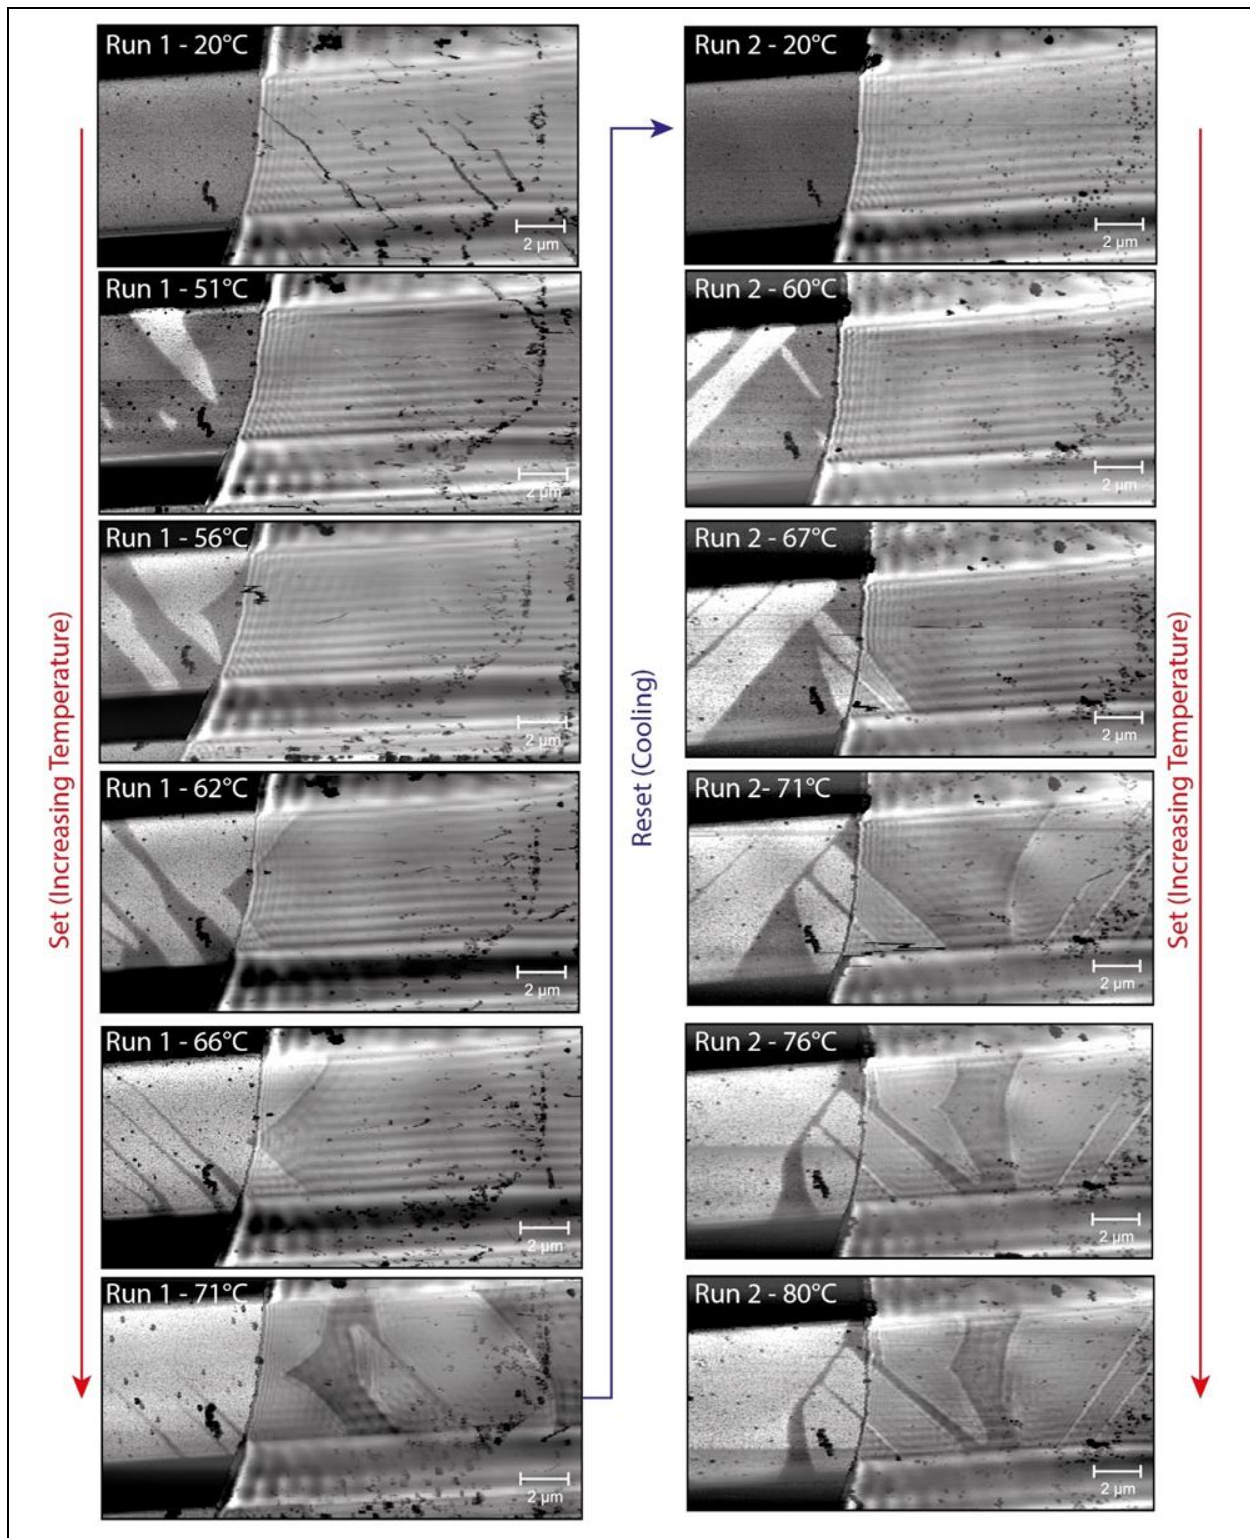 Run 1 - 20°C
2 µm
Run 1 - 51°C
2 µm
Run 1 - 56°C
2 µm
Run 1 - 62°C
2 µm
Run 1 - 66°C
2 µm
Run 1 - 71°C
2 µm
Set (Increasing Temperature)
Reset (Cooling)
Run 2 - 20°C
2 µm
Run 2 - 60°C
2 µm
Run 2 - 67°C
2 µm
Run 2- 71°C
2 µm
Run 2 - 76°C
2 µm
Run 2 - 80°C
2 µm
Set (Increasing Temperature)